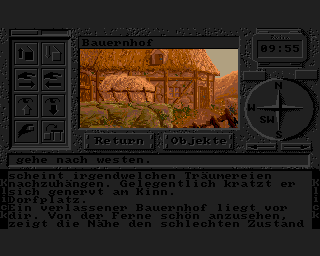 Bauernhof
09:55
N
W
SW
S
Return
Objekte
gehe nach westen.
scheint irgendwelchen Träumereien
nachzuhängen. Gelegentlich kratzt er
sich genervt am Kinn.
Dorfplatz.
Ein verlassener Bauernhof liegt vor
dir. Von der Ferne schön anzusehen,
zeigt die Nähe den schlechten Zustand